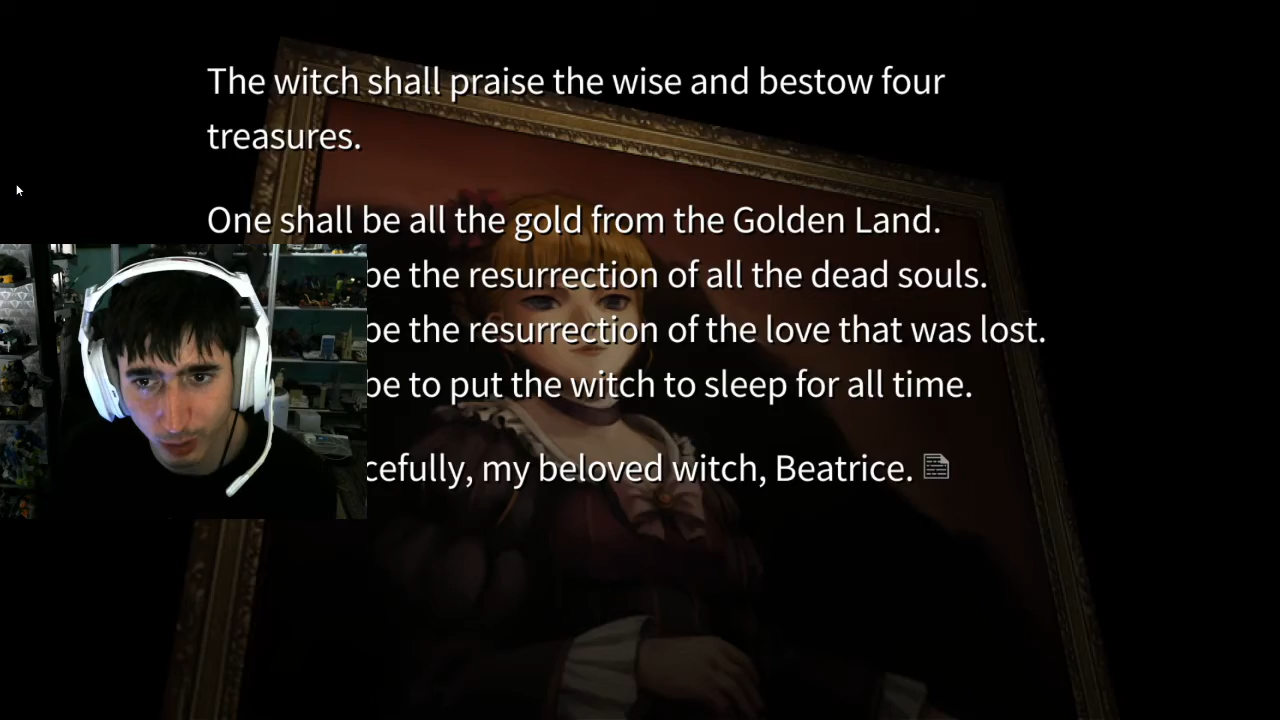 The witch shall praise the wise and bestow four
treasures.
One shall be all the gold from the Golden Land.
be the resurrection of all the dead souls.
be the resurrection of the love that was lost.
be to put the witch to sleep for all time.
cefully, my beloved witch, Beatrice.